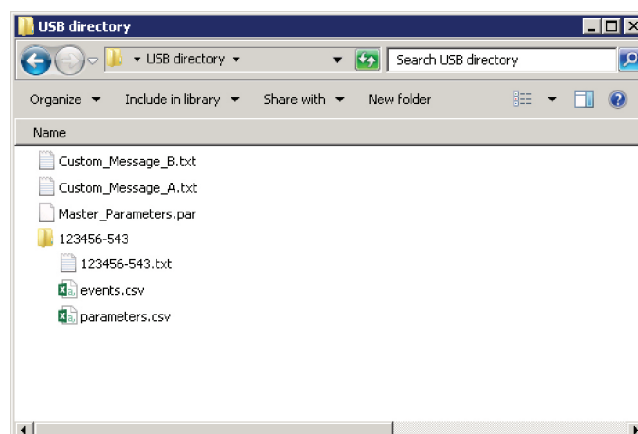 USB directory
USB directory
Search USB directory
Organize
Include in library
Share with
New folder
Name
Custom_Message_B.txt
Custom_Message_A.txt
Master_Parameters.par
123456-543
123456-543.txt
events.csv
parameters.csv